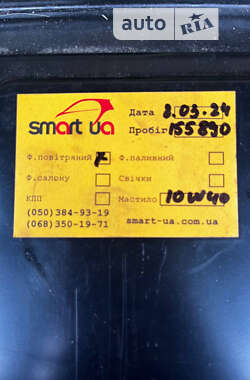 auto RIA
smart ua
Дата 2.03.24
Пробіг 155890
Ф.повітряний Ф.паливний
Ф.салону Свічки
КПП Мастило 10W40
(050)384-93-19
(068)350-19-71 smart-ua.com.ua